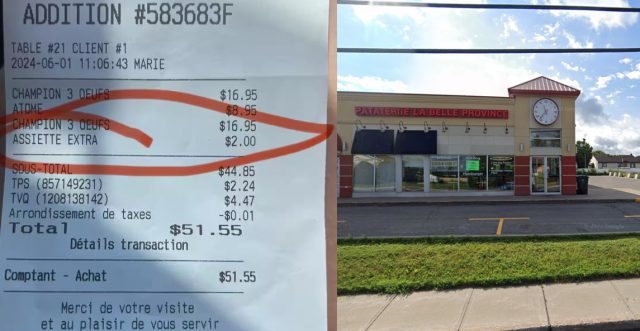 ADDITION #583683F
TABLE #21 CLIENT #1
2024-06-01 11:06:43 MARIE
CHAMPION 3 OEUFS $16.95
ATOME $8.95
CHAMPION 3 OEUFS $16.95
ASSIETTE EXTRA $2.00
SOUS-TOTAL $44.85
TPS (857149231) $2.24
TVQ (1208138142) $4.47
Arrondissement de taxes -$0.01
Total $51.55
Détails transaction
Comptant - Achat $51.55
Merci de votre visite
et au plaisir de vous servir
PATATERIE LA BELLE PROVINCE